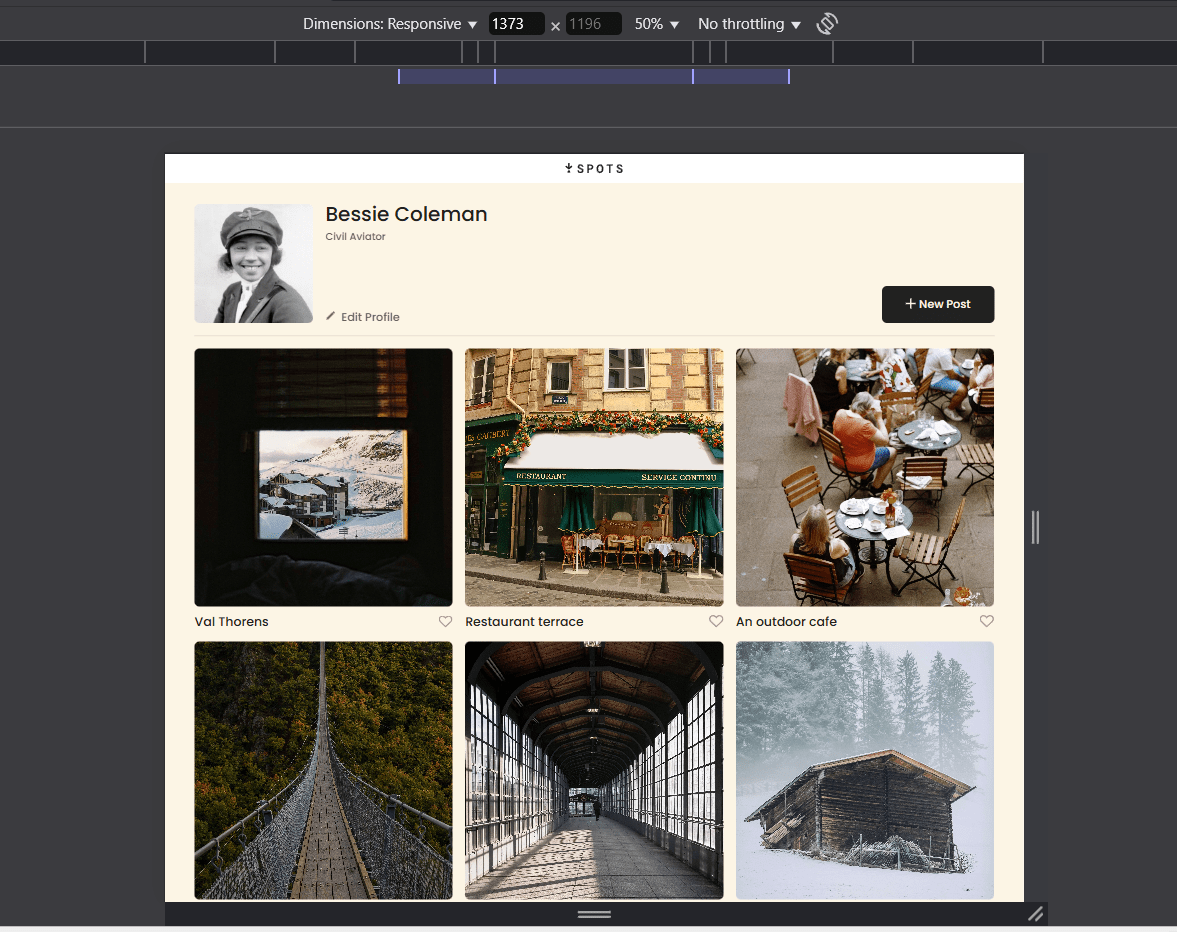 Dimensions: Responsive ▼ 1373 × 1196 50% ▼ No throttling ▼
SPOTS
Bessie Coleman
Civil Aviator
Edit Profile
+ New Post
RESTAURANT SERVICE CONTINU
Val Thorens
Restaurant terrace
An outdoor cafe